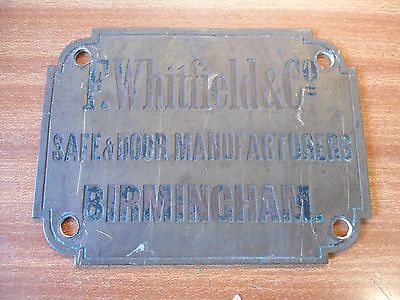 F. Whitfield & Co
SAFE & DOOR MANUFACTURERS
BIRMINGHAM.